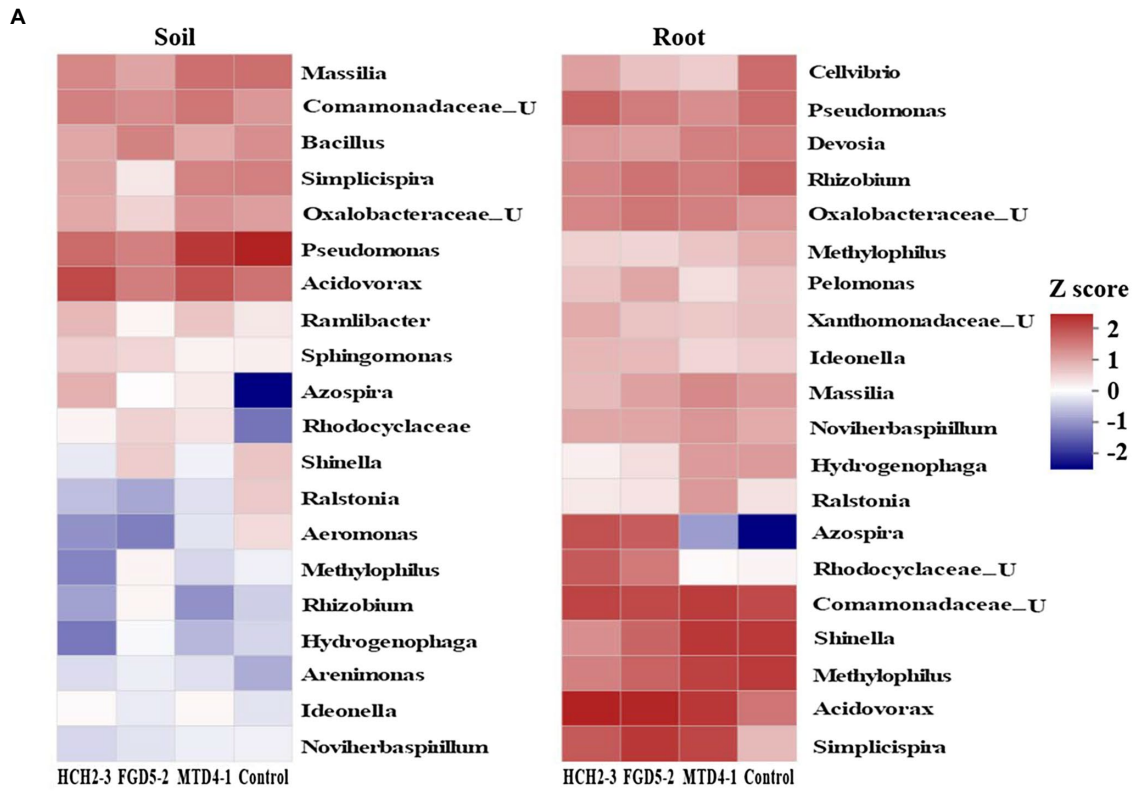 A
Soil
Massilia
Comamonadaceae_U
Bacillus
Simplicispira
Oxalobacteraceae_U
Pseudomonas
Acidovorax
Ramlibacter
Sphingomonas
Azospira
Rhodocyclaceae
Shinella
Ralstonia
Aeromonas
Methylophilus
Rhizobium
Hydrogenophaga
Arenimonas
Ideonella
Noviherbaspirillum
HCH2-3 FGD5-2 MTD4-1 Control
Root
Cellvibrio
Pseudomonas
Devosia
Rhizobium
Oxalobacteraceae_U
Methylophilus
Pelomonas
Xanthomonadaceae_U
Ideonella
Massilia
Noviherbaspirillum
Hydrogenophaga
Ralstonia
Azospira
Rhodocyclaceae_U
Comamonadaceae_U
Shinella
Methylophilus
Acidovorax
Simplicispira
HCH2-3 FGD5-2 MTD4-1 Control
Z score
2
1
0
-1
-2